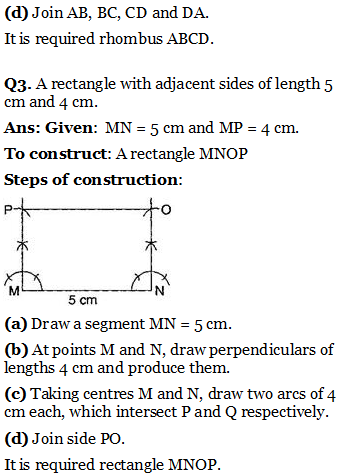 (d) Join AB, BC, CD and DA.
It is required rhombus ABCD.
Q3. A rectangle with adjacent sides of length 5
cm and 4 cm.
Ans: Given: MN = 5 cm and MP = 4 cm.
To construct: A rectangle MNOP
Steps of construction:
P O
M N
5 cm
(a) Draw a segment MN = 5 cm.
(b) At points M and N, draw perpendiculars of
lengths 4 cm and produce them.
(c) Taking centres M and N, draw two arcs of 4
cm each, which intersect P and Q respectively.
(d) Join side PO.
It is required rectangle MNOP.